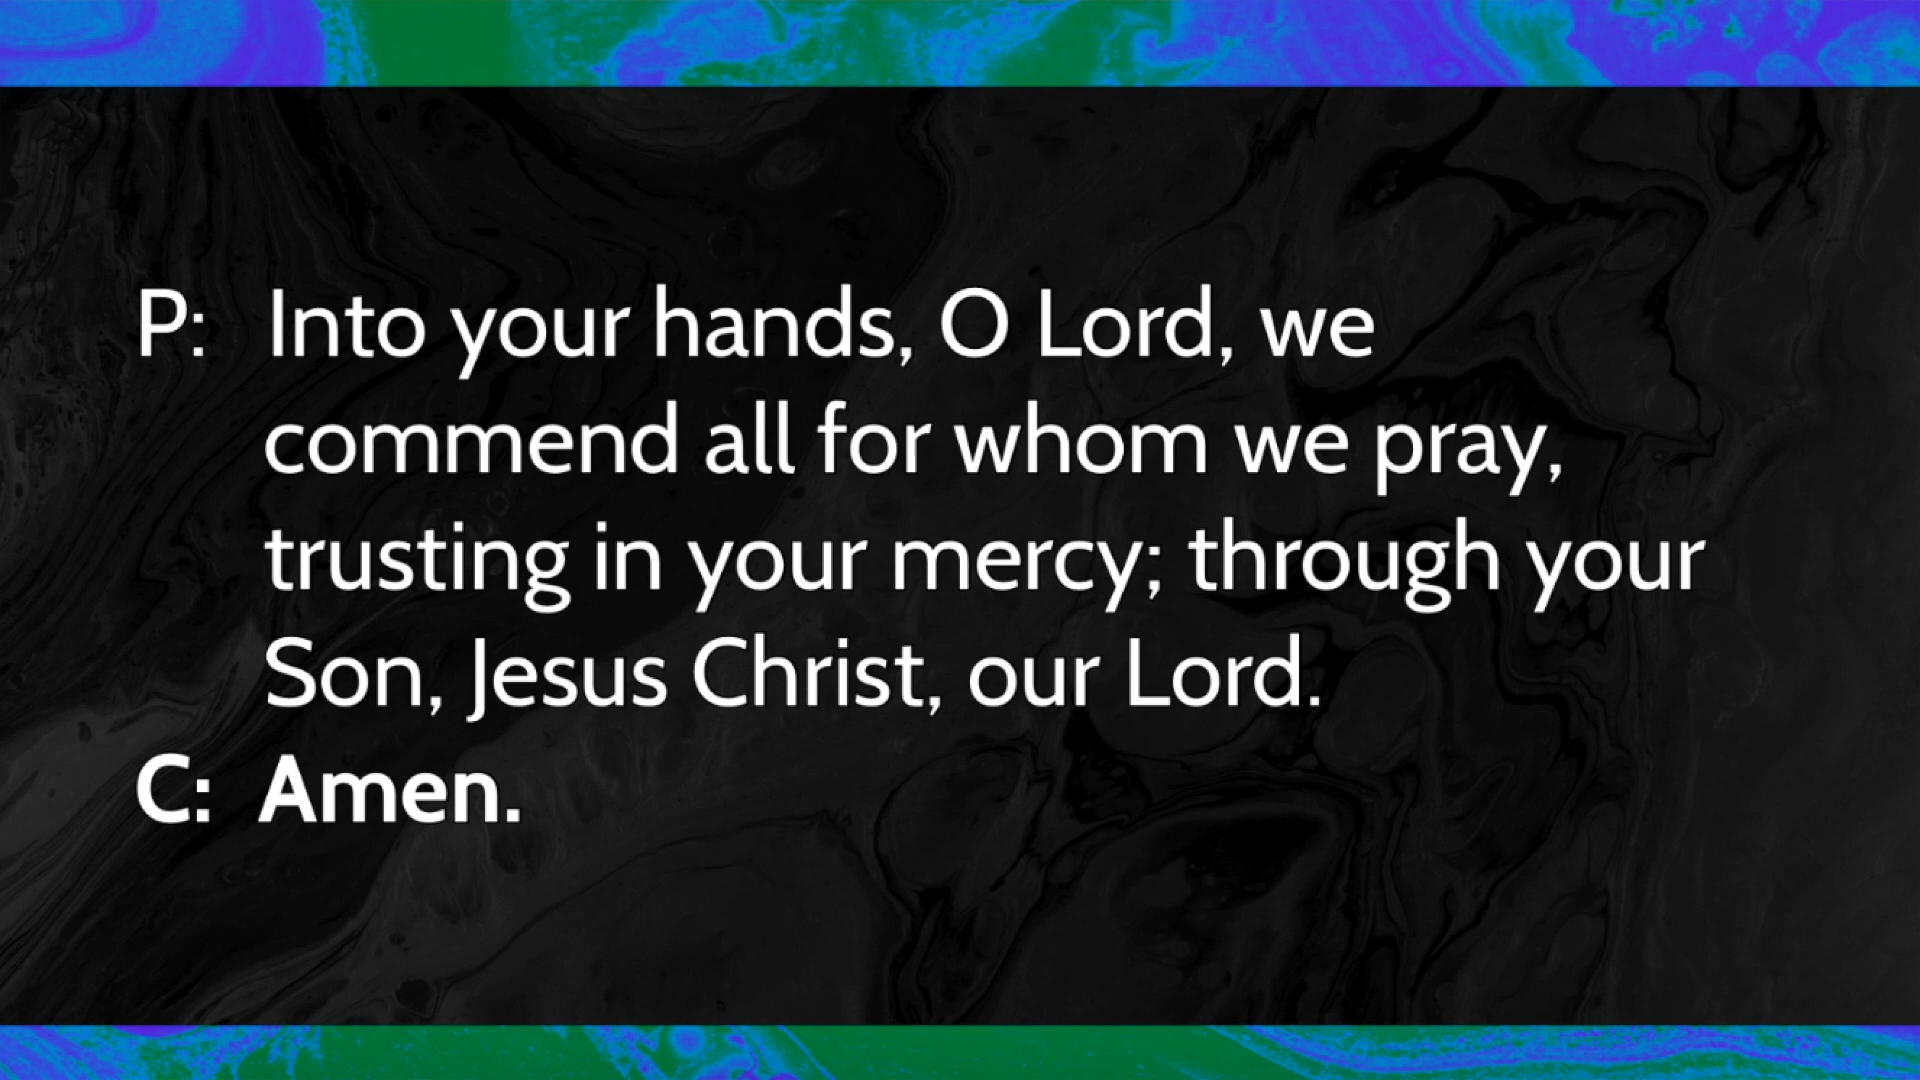 P: Into your hands, O Lord, we
commend all for whom we pray,
trusting in your mercy; through your
Son, Jesus Christ, our Lord.
C: Amen.